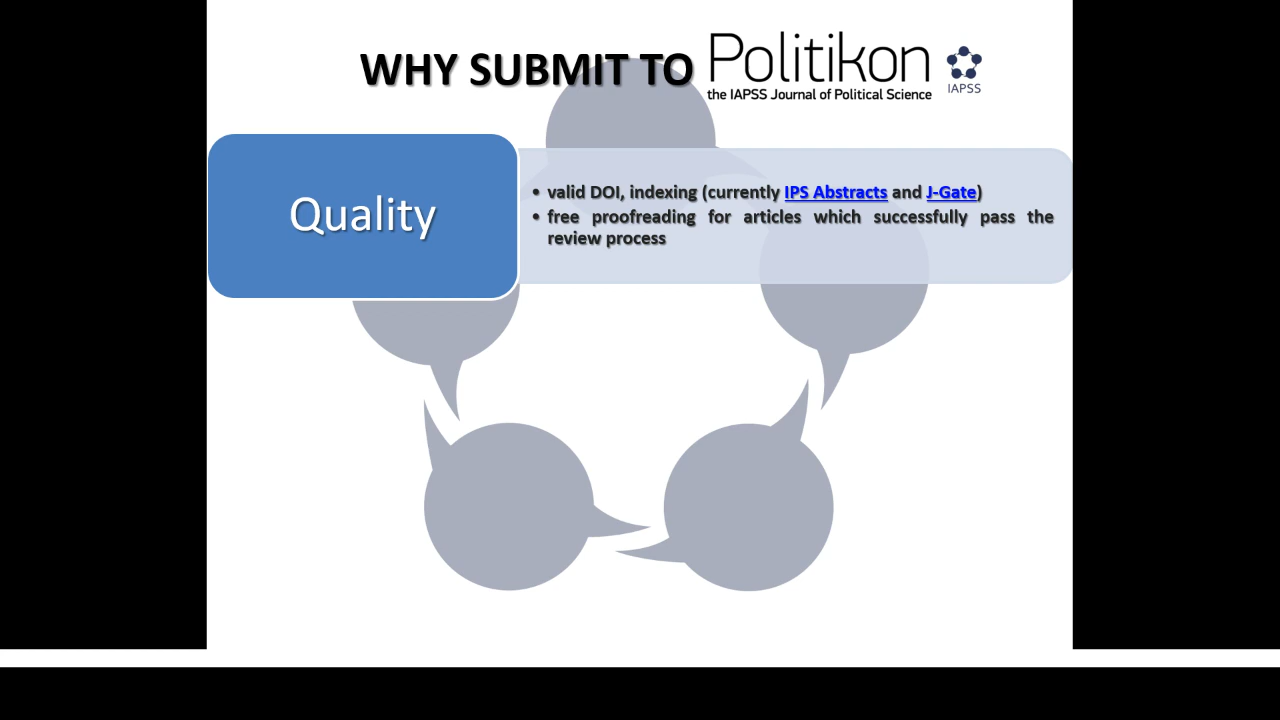 WHY SUBMIT TO Politikon
the IAPSS Journal of Political Science
IAPSS
Quality
• valid DOI, indexing (currently IPS Abstracts and J-Gate)
• free proofreading for articles which successfully pass the
review process